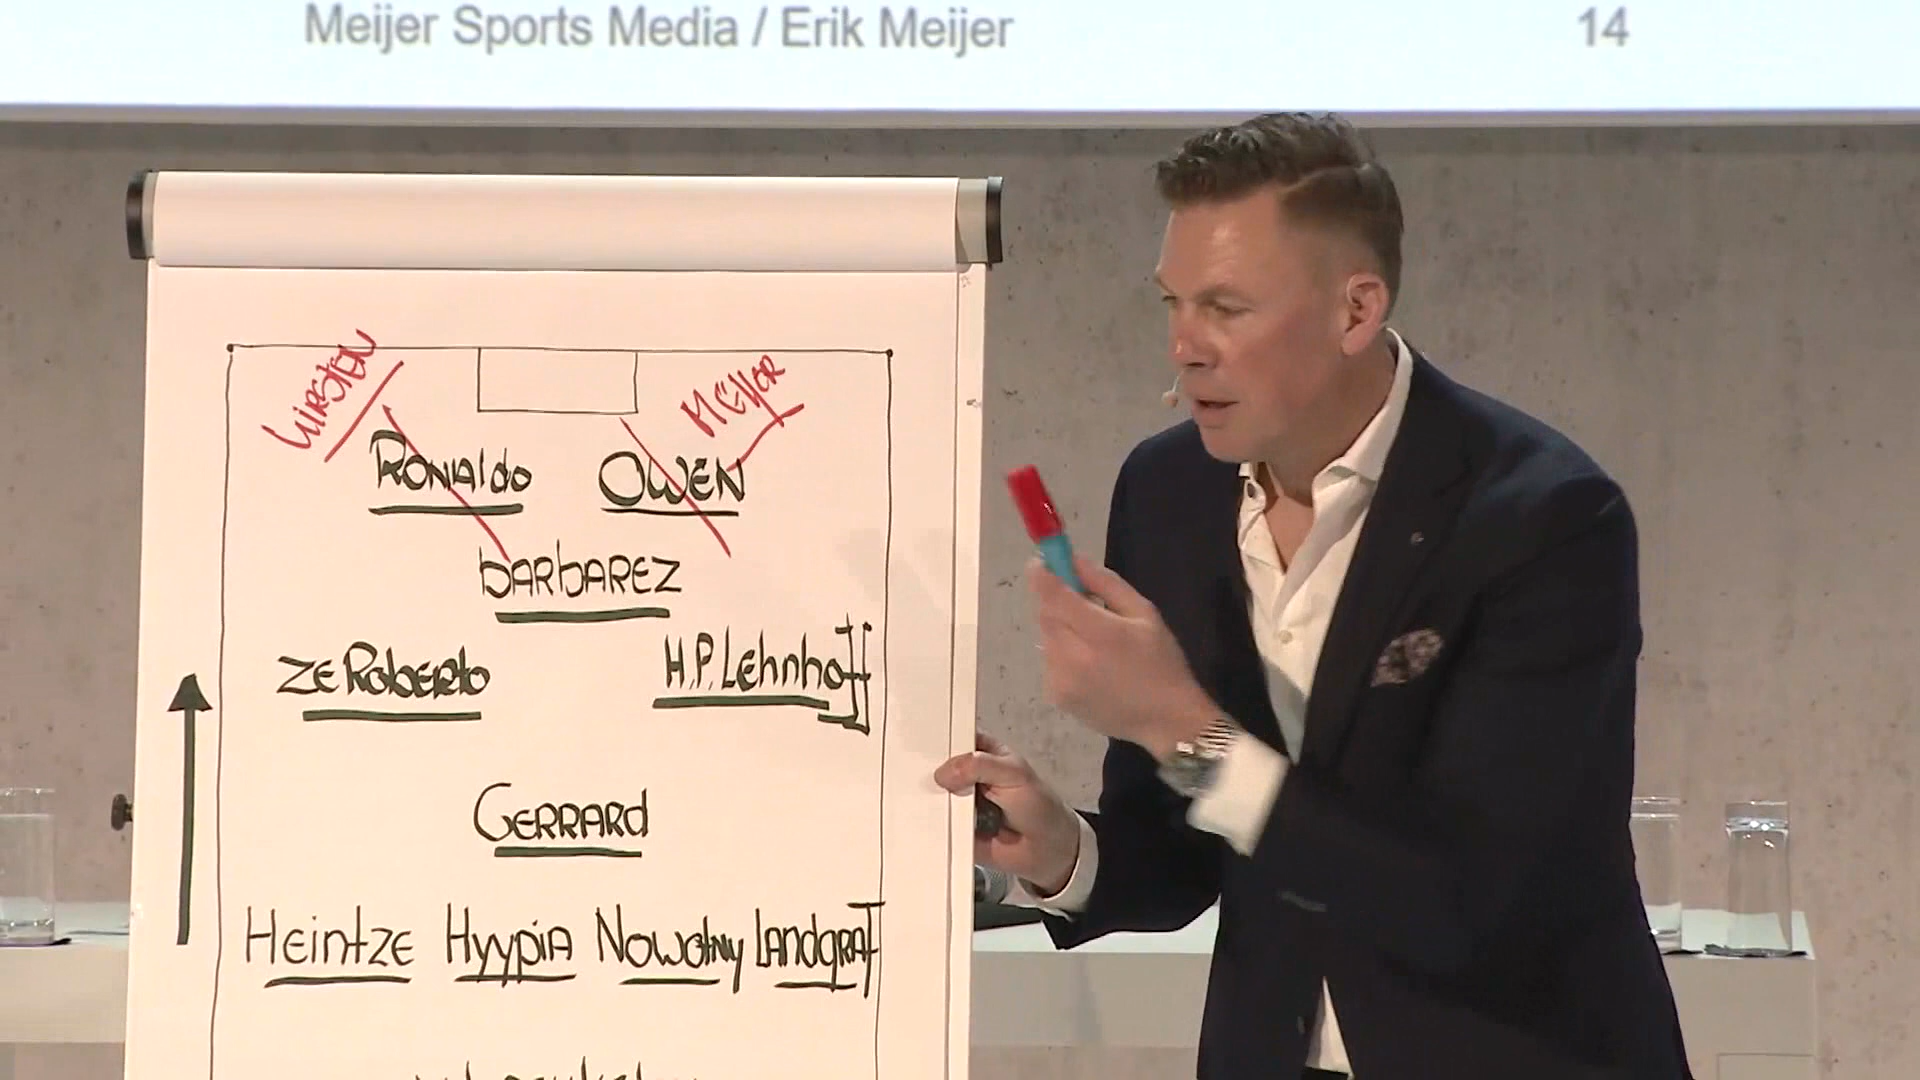 Meijer Sports Media / Erik Meijer 14
KIRSTEN MEIJER
RONAldo OWEN
bARbAREZ
ZE RobERto H.P. Lehnhoff
GERRARd
HEintZE Hyypia Nowotny LANdgRAF